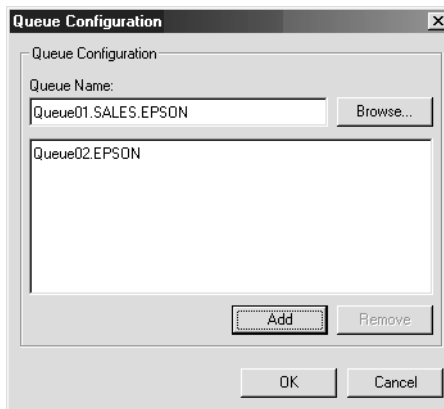 Queue Configuration
Queue Configuration
Queue Name:
Queue01.SALES.EPSON
Browse...
Queue02.EPSON
Add
Remove
OK
Cancel